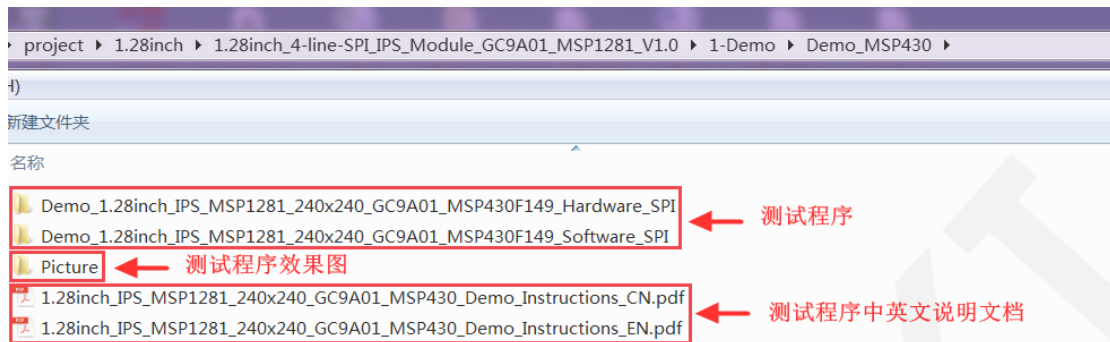 project ▸ 1.28inch ▸ 1.28inch_4-line-SPI_IPS_Module_GC9A01_MSP1281_V1.0 ▸ 1-Demo ▸ Demo_MSP430 ▸
H)
新建文件夹
名称
Demo_1.28inch_IPS_MSP1281_240x240_GC9A01_MSP430F149_Hardware_SPI
测试程序
Demo_1.28inch_IPS_MSP1281_240x240_GC9A01_MSP430F149_Software_SPI
Picture 测试程序效果图
1.28inch_IPS_MSP1281_240x240_GC9A01_MSP430_Demo_Instructions_CN.pdf
测试程序中英文说明文档
1.28inch_IPS_MSP1281_240x240_GC9A01_MSP430_Demo_Instructions_EN.pdf